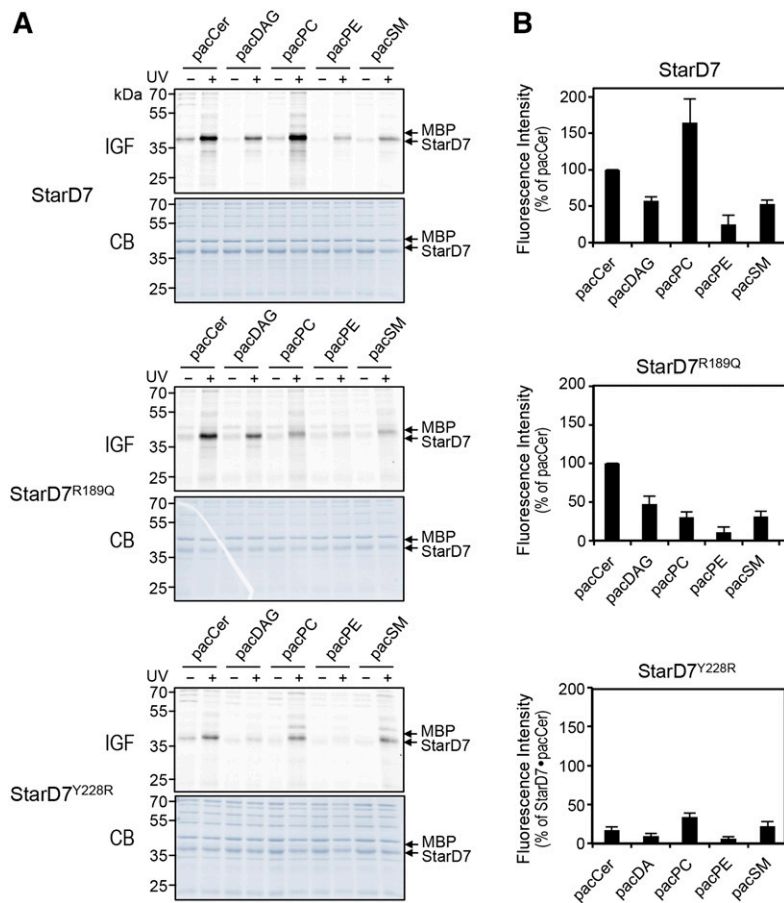 A
pacCer pacDAG pacPC pacPE pacSM
UV – + – + – + – + – +
kDa
70
55
35
25
IGF
MBP
StarD7
StarD7
70
55
35
25
CB
MBP
StarD7
pacCer pacDAG pacPC pacPE pacSM
UV – + – + – + – + – +
70
55
35
25
IGF
MBP
StarD7
StarD7R189Q
70
55
35
25
CB
MBP
StarD7
pacCer pacDAG pacPC pacPE pacSM
UV – + – + – + – + – +
70
55
35
25
IGF
MBP
StarD7
StarD7Y228R
70
55
35
25
CB
MBP
StarD7
B
StarD7
Fluorescence Intensity
(% of pacCer)
200
150
100
50
0
pacCer pacDAG pacPC pacPE pacSM
StarD7R189Q
Fluorescence Intensity
(% of pacCer)
200
150
100
50
0
pacCer pacDAG pacPC pacPE pacSM
StarD7Y228R
Fluorescence Intensity
(% of StarD7•pacCer)
200
150
100
50
0
pacCer pacDA pacPC pacPE pacSM